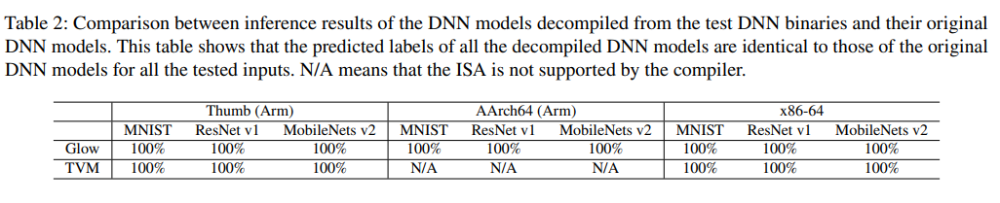 Table 2: Comparison between inference results of the DNN models decompiled from the test DNN binaries and their original
DNN models. This table shows that the predicted labels of all the decompiled DNN models are identical to those of the original
DNN models for all the tested inputs. N/A means that the ISA is not supported by the compiler.
Thumb (Arm) AArch64 (Arm) x86-64
MNIST ResNet v1 MobileNets v2 MNIST ResNet v1 MobileNets v2 MNIST ResNet v1 MobileNets v2
Glow 100% 100% 100% 100% 100% 100% 100% 100% 100%
TVM 100% 100% 100% N/A N/A N/A 100% 100% 100%